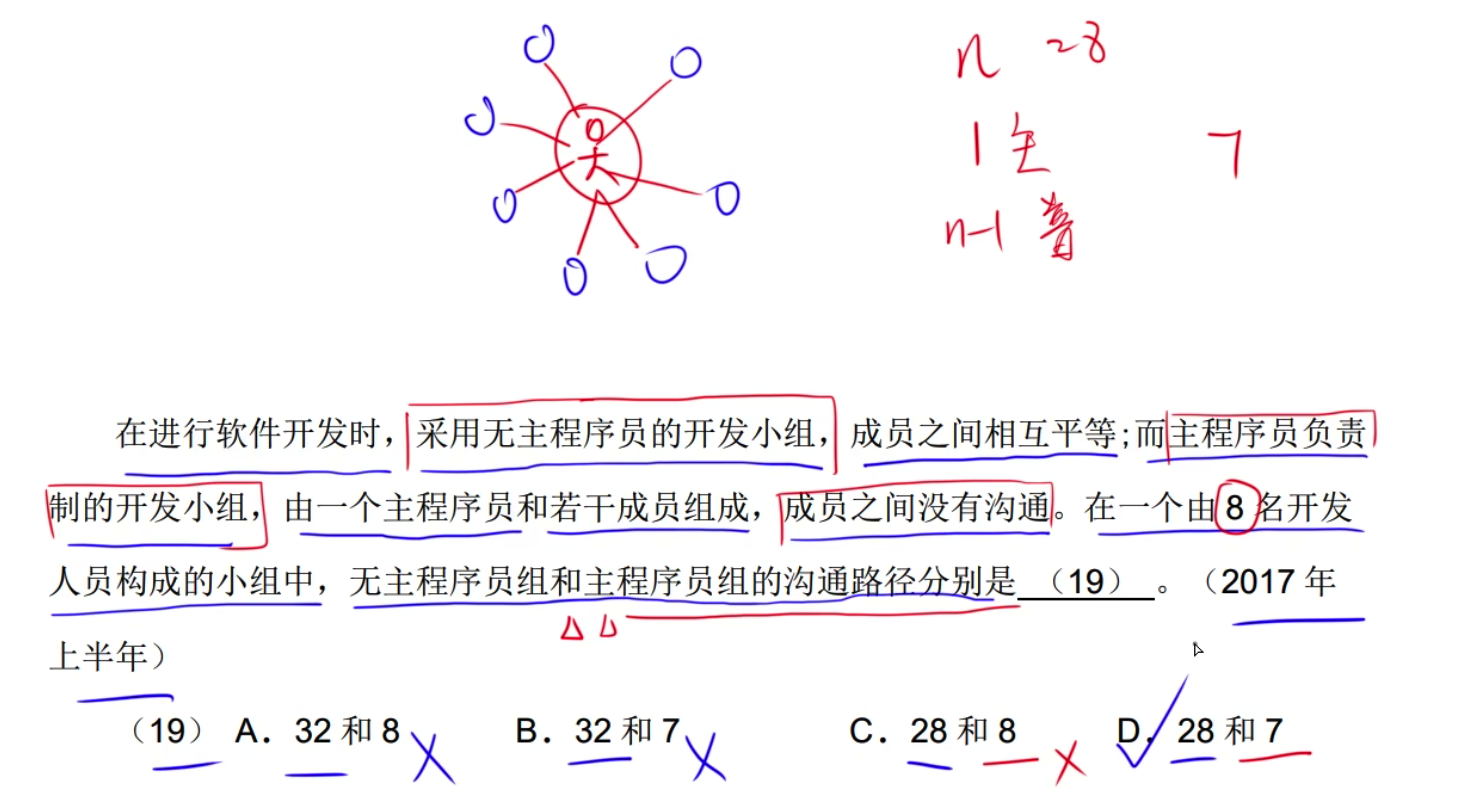 n =8
1主 7
n-1 普
在进行软件开发时,采用无主程序员的开发小组,成员之间相互平等;而主程序员负责
制的开发小组,由一个主程序员和若干成员组成,成员之间没有沟通。在一个由 8 名开发
人员构成的小组中,无主程序员组和主程序员组的沟通路径分别是 (19) 。(2017 年
上半年)
(19) A. 32 和 8 B. 32 和 7 C. 28 和 8 D. 28 和 7